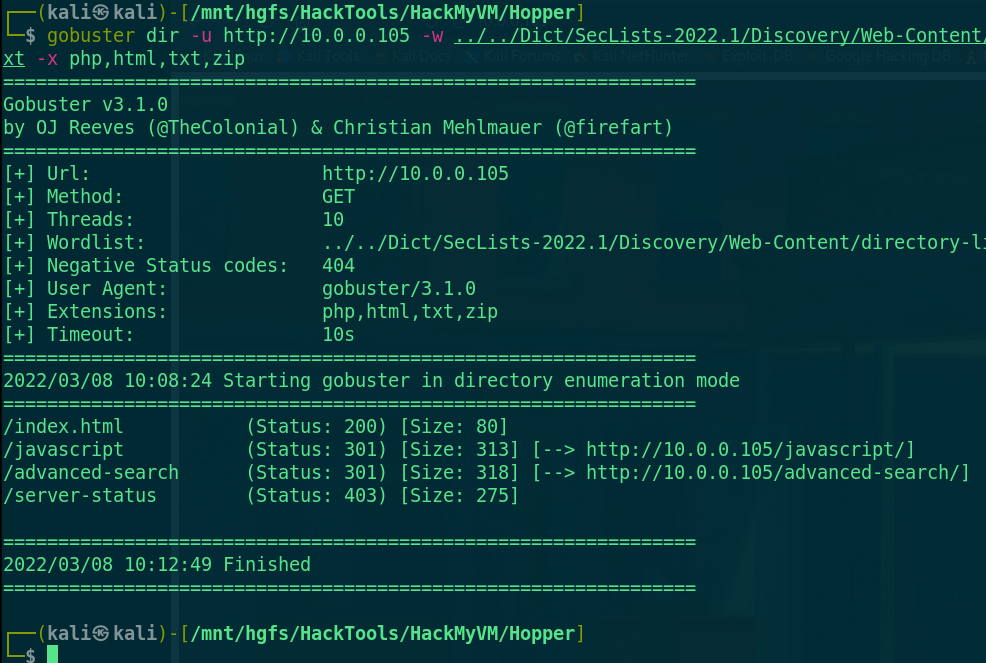 ┌──(kali㉿kali)-[/mnt/hgfs/HackTools/HackMyVM/Hopper]
└─$ gobuster dir -u http://10.0.0.105 -w ../../Dict/SecLists-2022.1/Discovery/Web-Content/
xt -x php,html,txt,zip
===============================================================
Gobuster v3.1.0
by OJ Reeves (@TheColonial) & Christian Mehlmauer (@firefart)
===============================================================
[+] Url:                     http://10.0.0.105
[+] Method:                  GET
[+] Threads:                 10
[+] Wordlist:                ../../Dict/SecLists-2022.1/Discovery/Web-Content/directory-li
[+] Negative Status codes:   404
[+] User Agent:              gobuster/3.1.0
[+] Extensions:              php,html,txt,zip
[+] Timeout:                 10s
===============================================================
2022/03/08 10:08:24 Starting gobuster in directory enumeration mode
===============================================================
/index.html           (Status: 200) [Size: 80]
/javascript           (Status: 301) [Size: 313] [--> http://10.0.0.105/javascript/]
/advanced-search      (Status: 301) [Size: 318] [--> http://10.0.0.105/advanced-search/]
/server-status        (Status: 403) [Size: 275]
===============================================================
2022/03/08 10:12:49 Finished
===============================================================
┌──(kali㉿kali)-[/mnt/hgfs/HackTools/HackMyVM/Hopper]
└─$